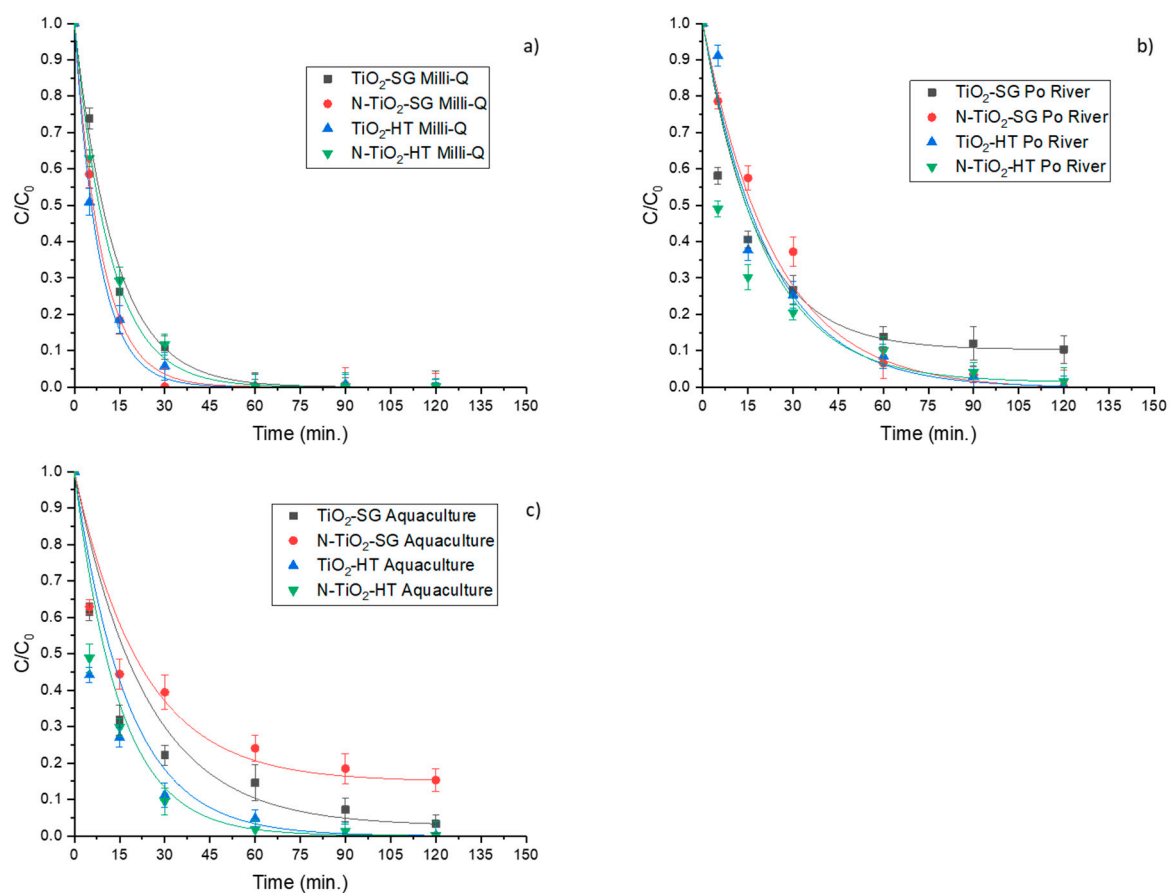 a)
TiO₂-SG Milli-Q
N-TiO₂-SG Milli-Q
TiO₂-HT Milli-Q
N-TiO₂-HT Milli-Q
1.0
0.9
0.8
0.7
0.6
0.5
0.4
0.3
0.2
0.1
0.0
C/C₀
0 15 30 45 60 75 90 105 120 135 150
Time (min.)
b)
TiO₂-SG Po River
N-TiO₂-SG Po River
TiO₂-HT Po River
N-TiO₂-HT Po River
1.0
0.9
0.8
0.7
0.6
0.5
0.4
0.3
0.2
0.1
0.0
C/C₀
0 15 30 45 60 75 90 105 120 135 150
Time (min.)
c)
TiO₂-SG Aquaculture
N-TiO₂-SG Aquaculture
TiO₂-HT Aquaculture
N-TiO₂-HT Aquaculture
1.0
0.9
0.8
0.7
0.6
0.5
0.4
0.3
0.2
0.1
0.0
C/C₀
0 15 30 45 60 75 90 105 120 135 150
Time (min.)